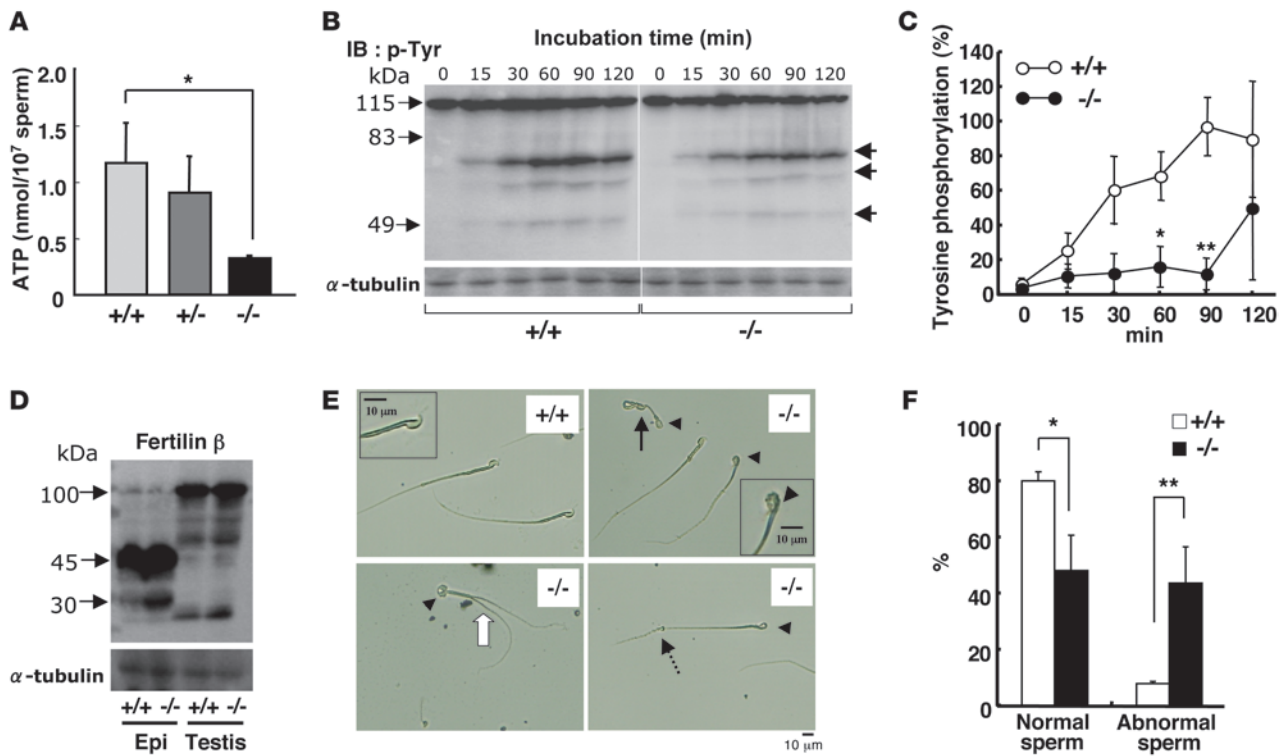 A
ATP (nmol/10⁷ sperm)
2.0
1.5
1.0
0.5
0
*
+/+ +/- -/-
B
Incubation time (min)
IB : p-Tyr
kDa
0 15 30 60 90 120 0 15 30 60 90 120
115
83
49
α-tubulin
+/+ -/-
C
Tyrosine phosphorylation (%)
140
120
100
80
60
40
20
0
+/+
-/-
* **
0 15 30 60 90 120
min
D
Fertilin β
kDa
100
45
30
α-tubulin
+/+ -/- +/+ -/-
Epi Testis
E
10 µm
+/+
-/-
10 µm
-/-
-/-
10 µm
F
+/+
-/-
%
100
80
60
40
20
0
*
**
Normal sperm
Abnormal sperm